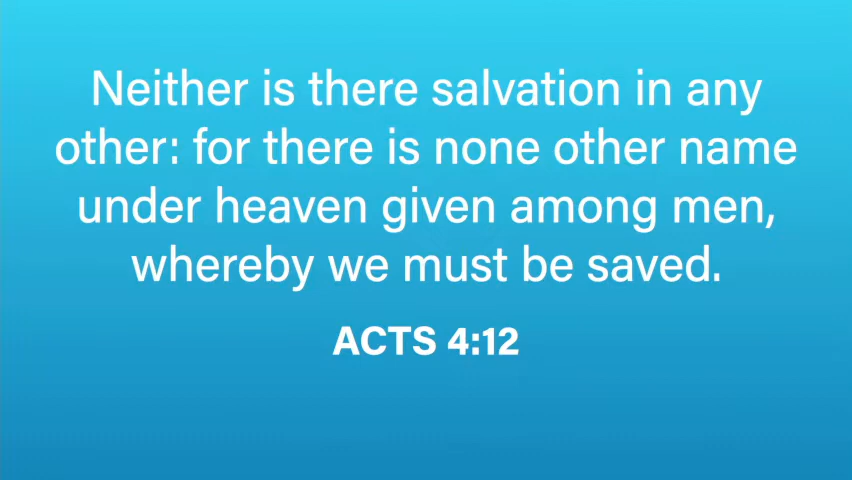 Neither is there salvation in any
other: for there is none other name
under heaven given among men,
whereby we must be saved.
ACTS 4:12